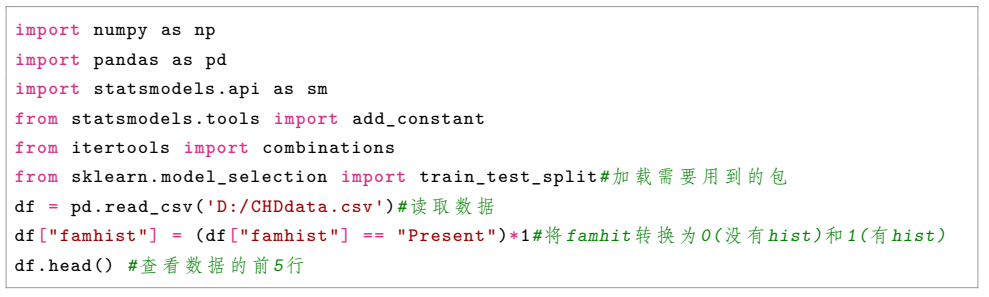 import numpy as np
import pandas as pd
import statsmodels.api as sm
from statsmodels.tools import add_constant
from itertools import combinations
from sklearn.model_selection import train_test_split#加载需要用到的包
df = pd.read_csv('D:/CHDdata.csv')#读取数据
df["famhist"] = (df["famhist"] == "Present")*1#将famhit转换为0(没有hist)和1(有hist)
df.head() #查看数据的前5行